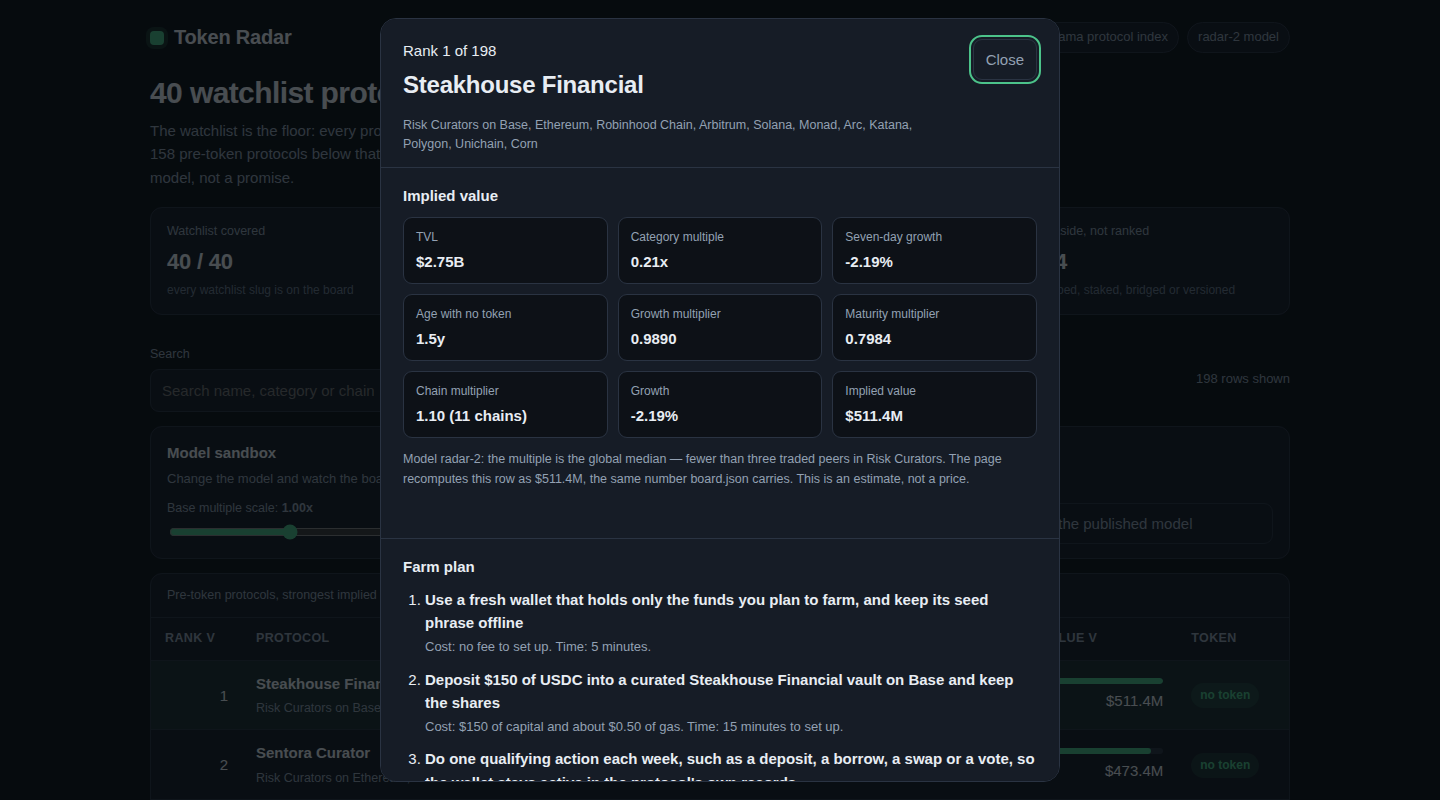 Token Radar
ama protocol index
radar-2 model
40 watchlist prot
The watchlist is the floor: every pro
158 pre-token protocols below that
model, not a promise.
Watchlist covered
40 / 40
every watchlist slug is on the board
side, not ranked
4
ped, staked, bridged or versioned
Search
Search name, category or chain
198 rows shown
Model sandbox
Change the model and watch the boa
Base multiple scale: 1.00x
the published model
Pre-token protocols, strongest implied
RANK V
PROTOCOL
LUE V
TOKEN
1
Steakhouse Finan
Risk Curators on Base
$511.4M
no token
2
Sentora Curator
Risk Curators on Ethere
$473.4M
no token
Rank 1 of 198
Close
Steakhouse Financial
Risk Curators on Base, Ethereum, Robinhood Chain, Arbitrum, Solana, Monad, Arc, Katana,
Polygon, Unichain, Corn
Implied value
TVL
$2.75B
Category multiple
0.21x
Seven-day growth
-2.19%
Age with no token
1.5y
Growth multiplier
0.9890
Maturity multiplier
0.7984
Chain multiplier
1.10 (11 chains)
Growth
-2.19%
Implied value
$511.4M
Model radar-2: the multiple is the global median — fewer than three traded peers in Risk Curators. The page
recomputes this row as $511.4M, the same number board.json carries. This is an estimate, not a price.
Farm plan
1. Use a fresh wallet that holds only the funds you plan to farm, and keep its seed
phrase offline
Cost: no fee to set up. Time: 5 minutes.
2. Deposit $150 of USDC into a curated Steakhouse Financial vault on Base and keep
the shares
Cost: $150 of capital and about $0.50 of gas. Time: 15 minutes to set up.
3. Do one qualifying action each week, such as a deposit, a borrow, a swap or a vote, so
the wallet stays active in the protocol's own records